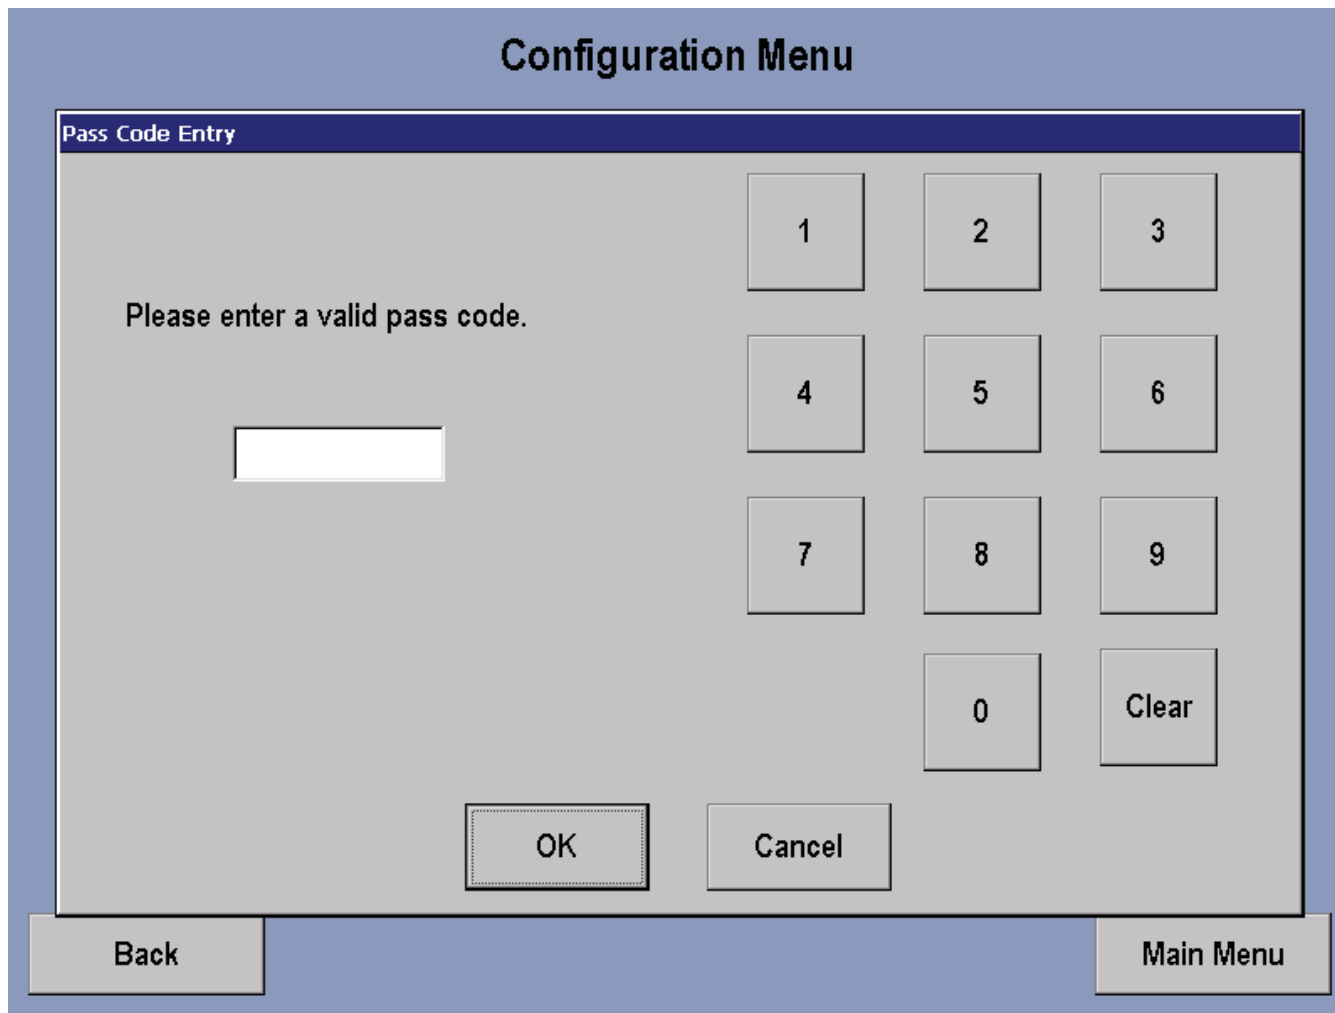 Configuration Menu
Pass Code Entry
1 2 3
Please enter a valid pass code.
4 5 6
7 8 9
0 Clear
OK Cancel
Back Main Menu